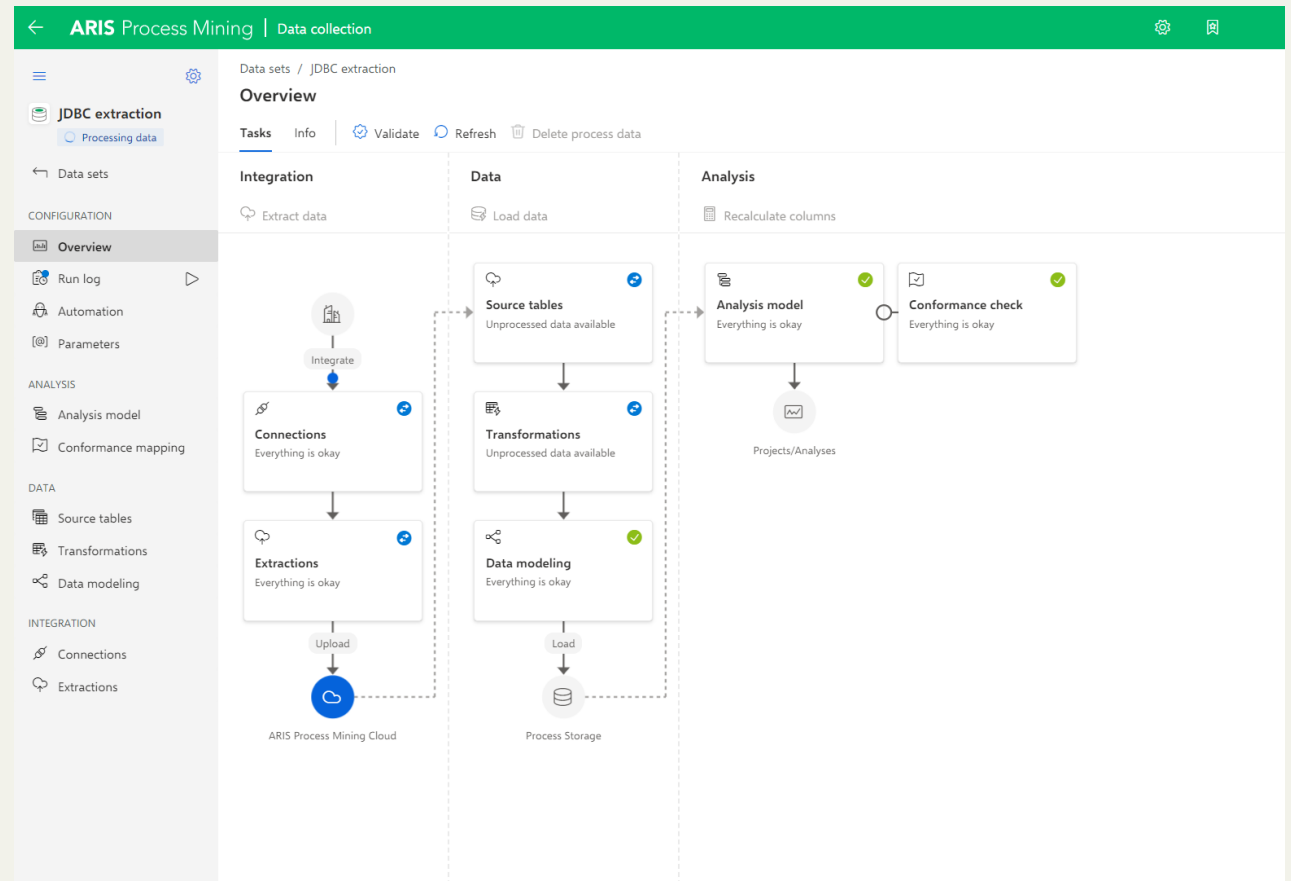 ARIS Process Mining | Data collection
JDBC extraction
Processing data
Data sets
CONFIGURATION
Overview
Run log
Automation
Parameters
ANALYSIS
Analysis model
Conformance mapping
DATA
Source tables
Transformations
Data modeling
INTEGRATION
Connections
Extractions
Data sets / JDBC extraction
Overview
Tasks Info Validate Refresh Delete process data
Integration
Extract data
Integrate
Connections
Everything is okay
Extractions
Everything is okay
Upload
ARIS Process Mining Cloud
Data
Load data
Source tables
Unprocessed data available
Transformations
Unprocessed data available
Data modeling
Everything is okay
Load
Process Storage
Analysis
Recalculate columns
Analysis model
Everything is okay
Conformance check
Everything is okay
Projects/Analyses